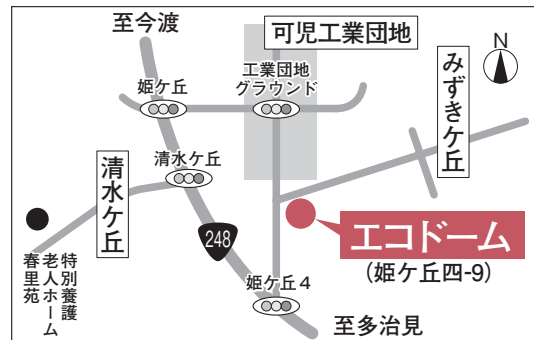 至今渡
可児工業団地
N
姫ケ丘
工業団地
グラウンド
みずきケ丘
清水ケ丘
清水ケ丘
248
エコドーム
(姫ケ丘四-9)
特別養護
老人ホーム
春里苑
姫ケ丘4
至多治見